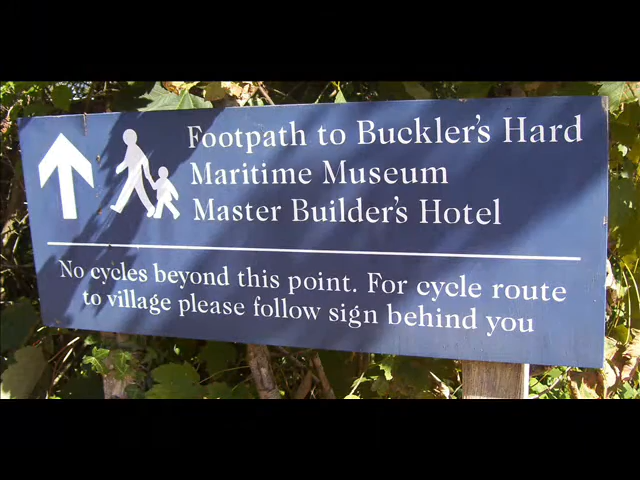 Footpath to Buckler's Hard
Maritime Museum
Master Builder's Hotel
No cycles beyond this point. For cycle route
to village please follow sign behind you